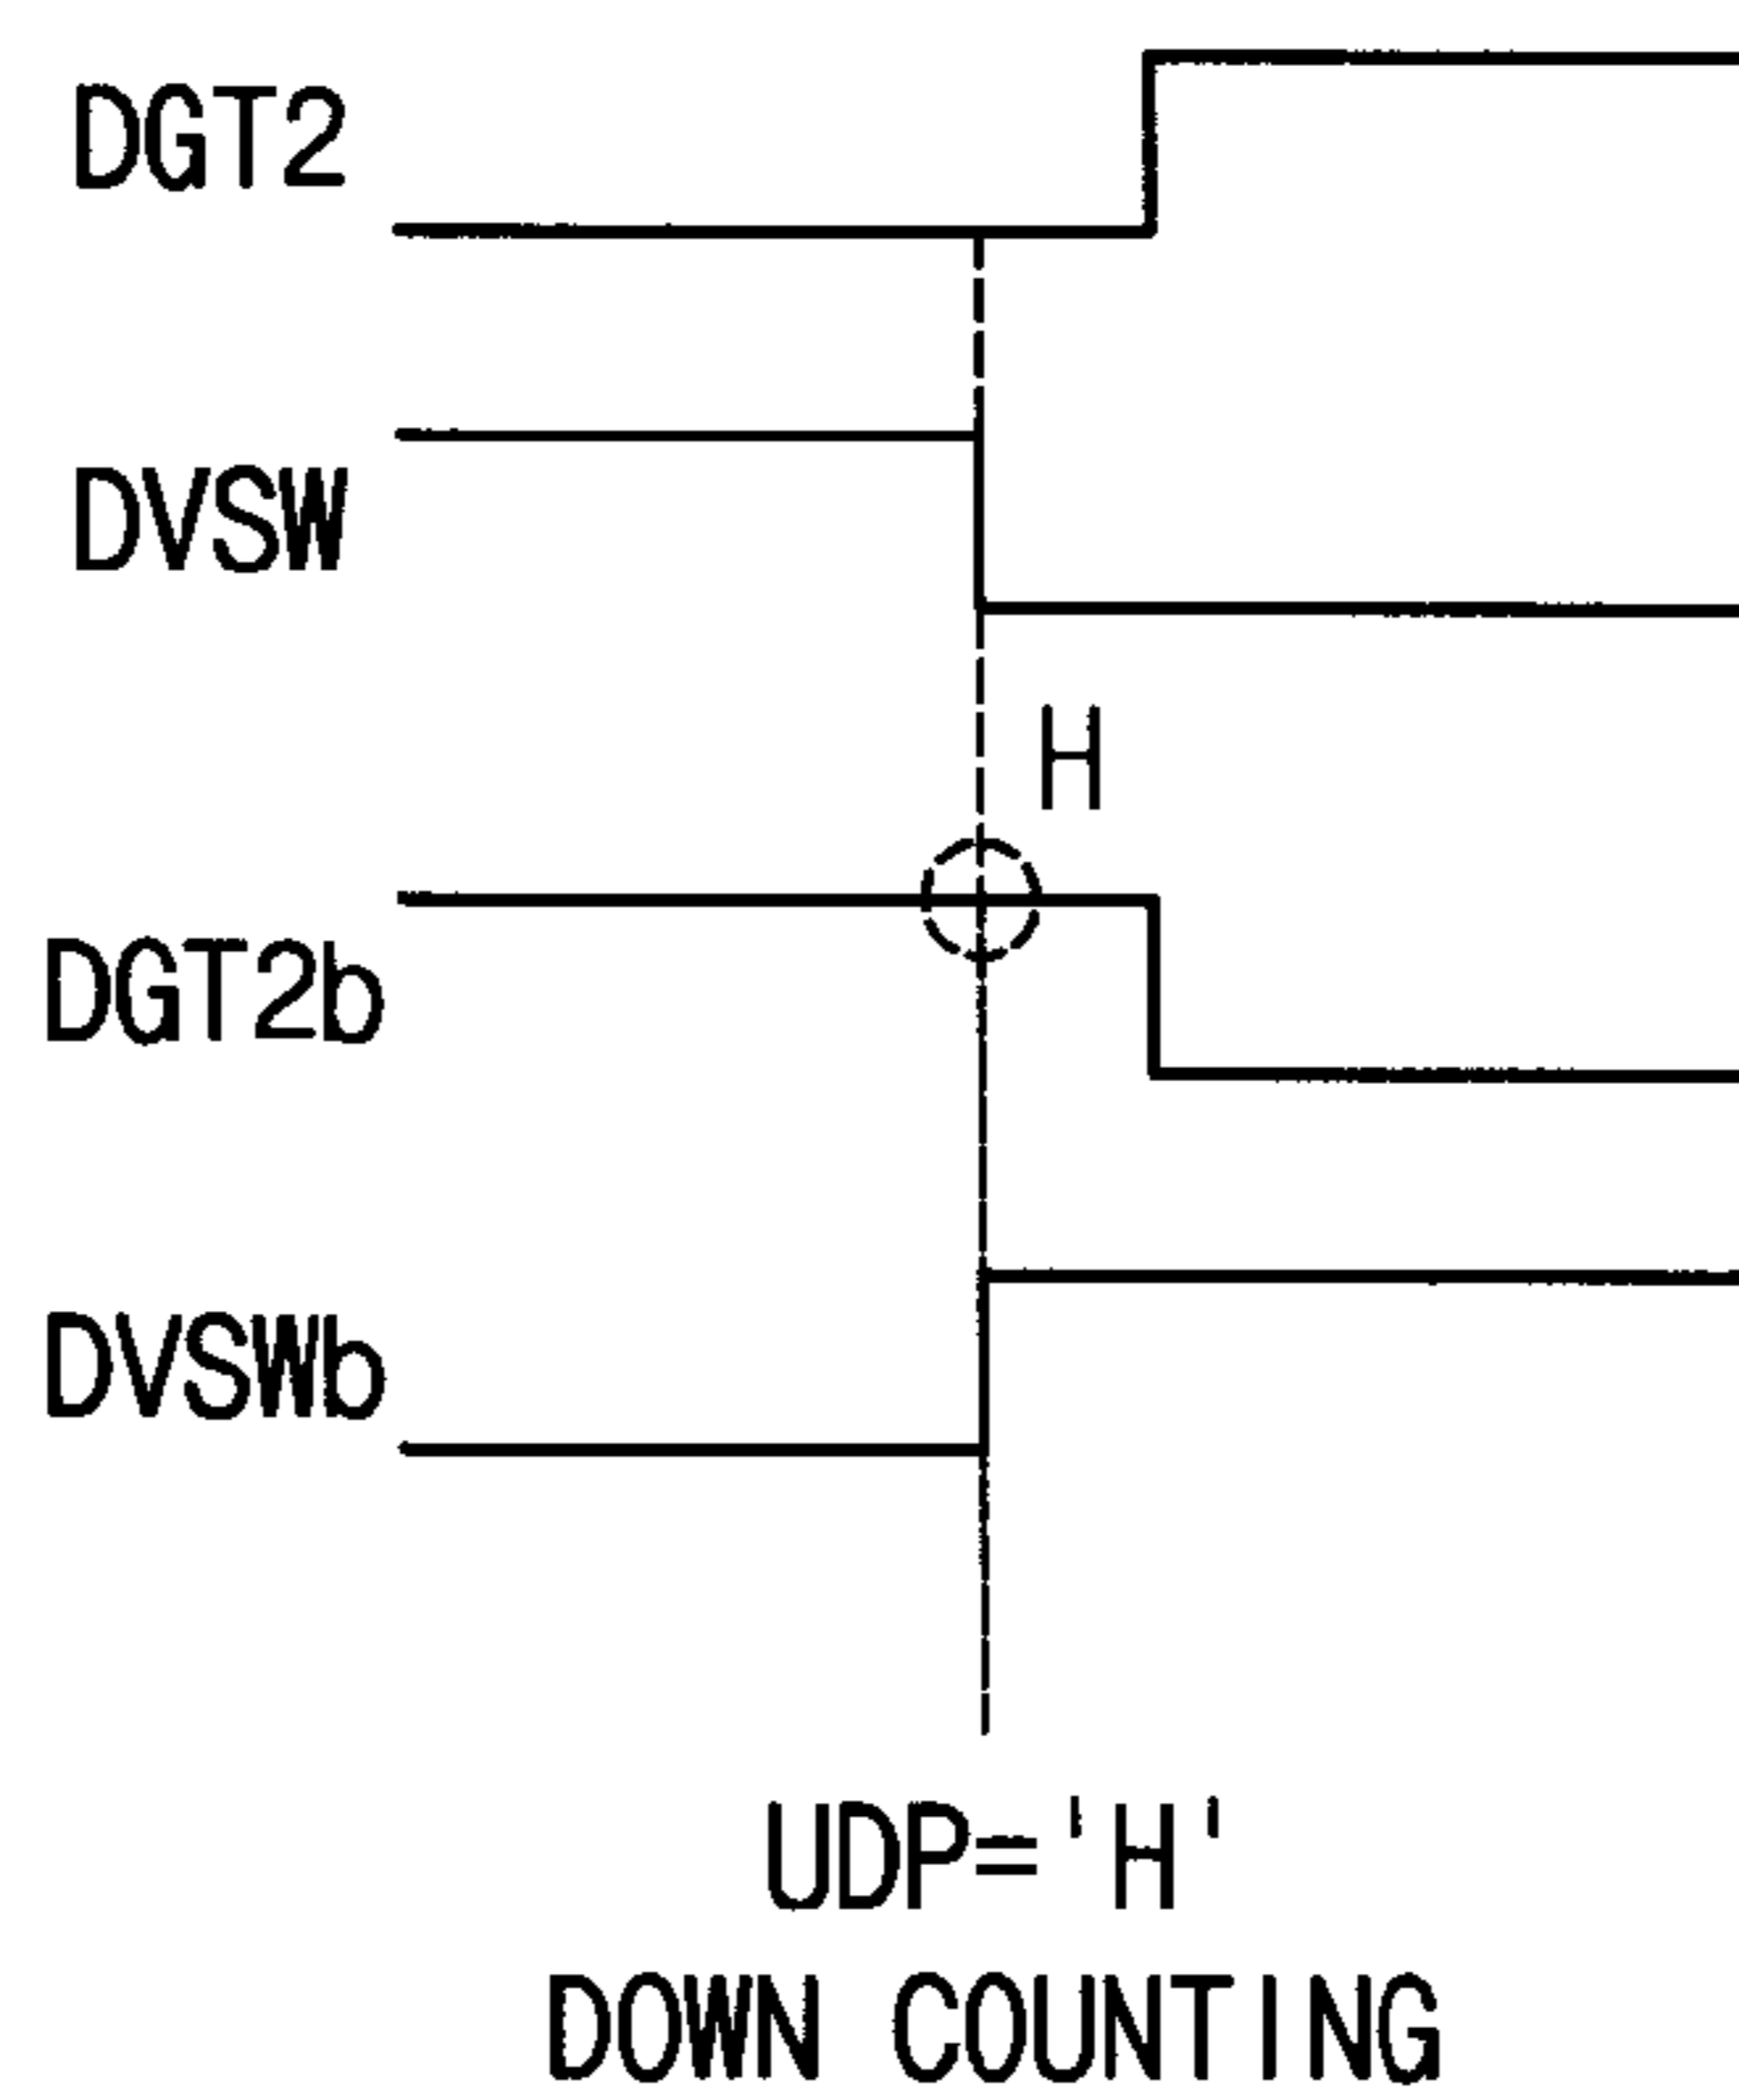 DGT2
DVSW
H
DGT2b
DVSWb
UDP='H'
DOWN COUNTING